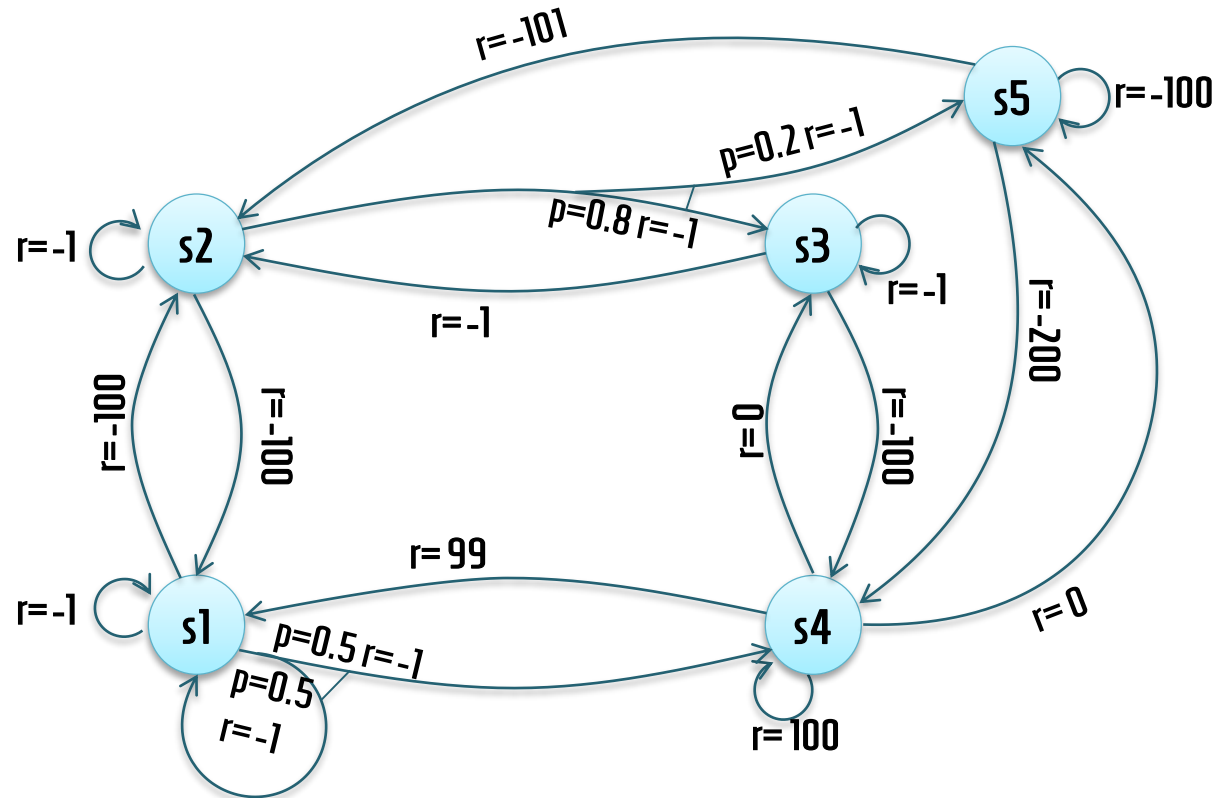 r= -101
s5
r= -100
p=0.2 r= -1
p=0.8 r= -1
r= -1
s2
s3
r= -1
r= -1
r= -200
r= -100
r= -100
r= 0
r= -100
r= 99
r= -1
s1
p=0.5 r= -1
s4
r= 0
p=0.5
r= -1
r= 100